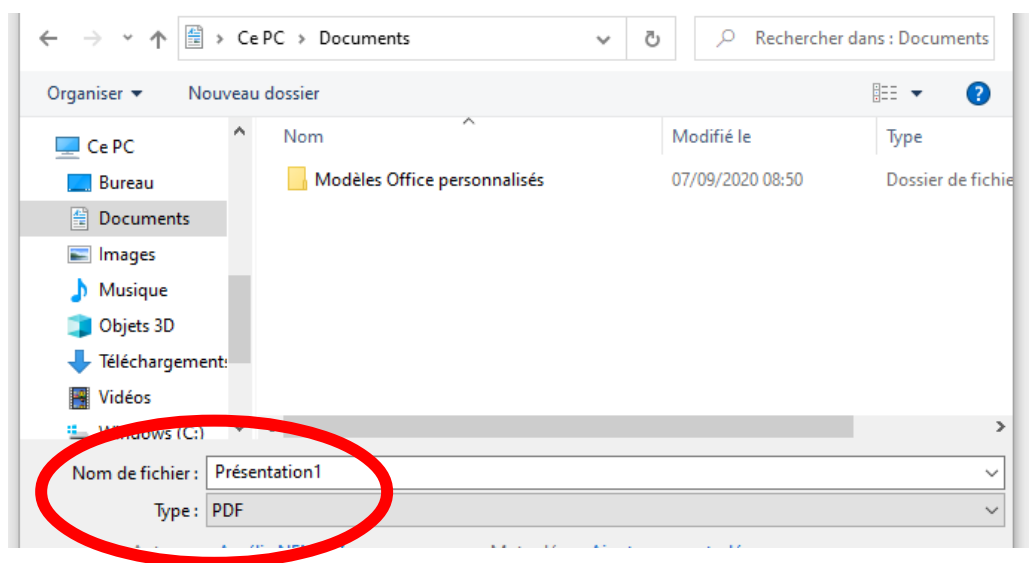 Ce PC > Documents
Rechercher dans : Documents
Organiser
Nouveau dossier
Nom
Modifié le
Type
Ce PC
Bureau
Documents
Images
Musique
Objets 3D
Téléchargements
Vidéos
Windows (C:)
Modèles Office personnalisés
07/09/2020 08:50
Dossier de fichie
Nom de fichier : Présentation1
Type : PDF